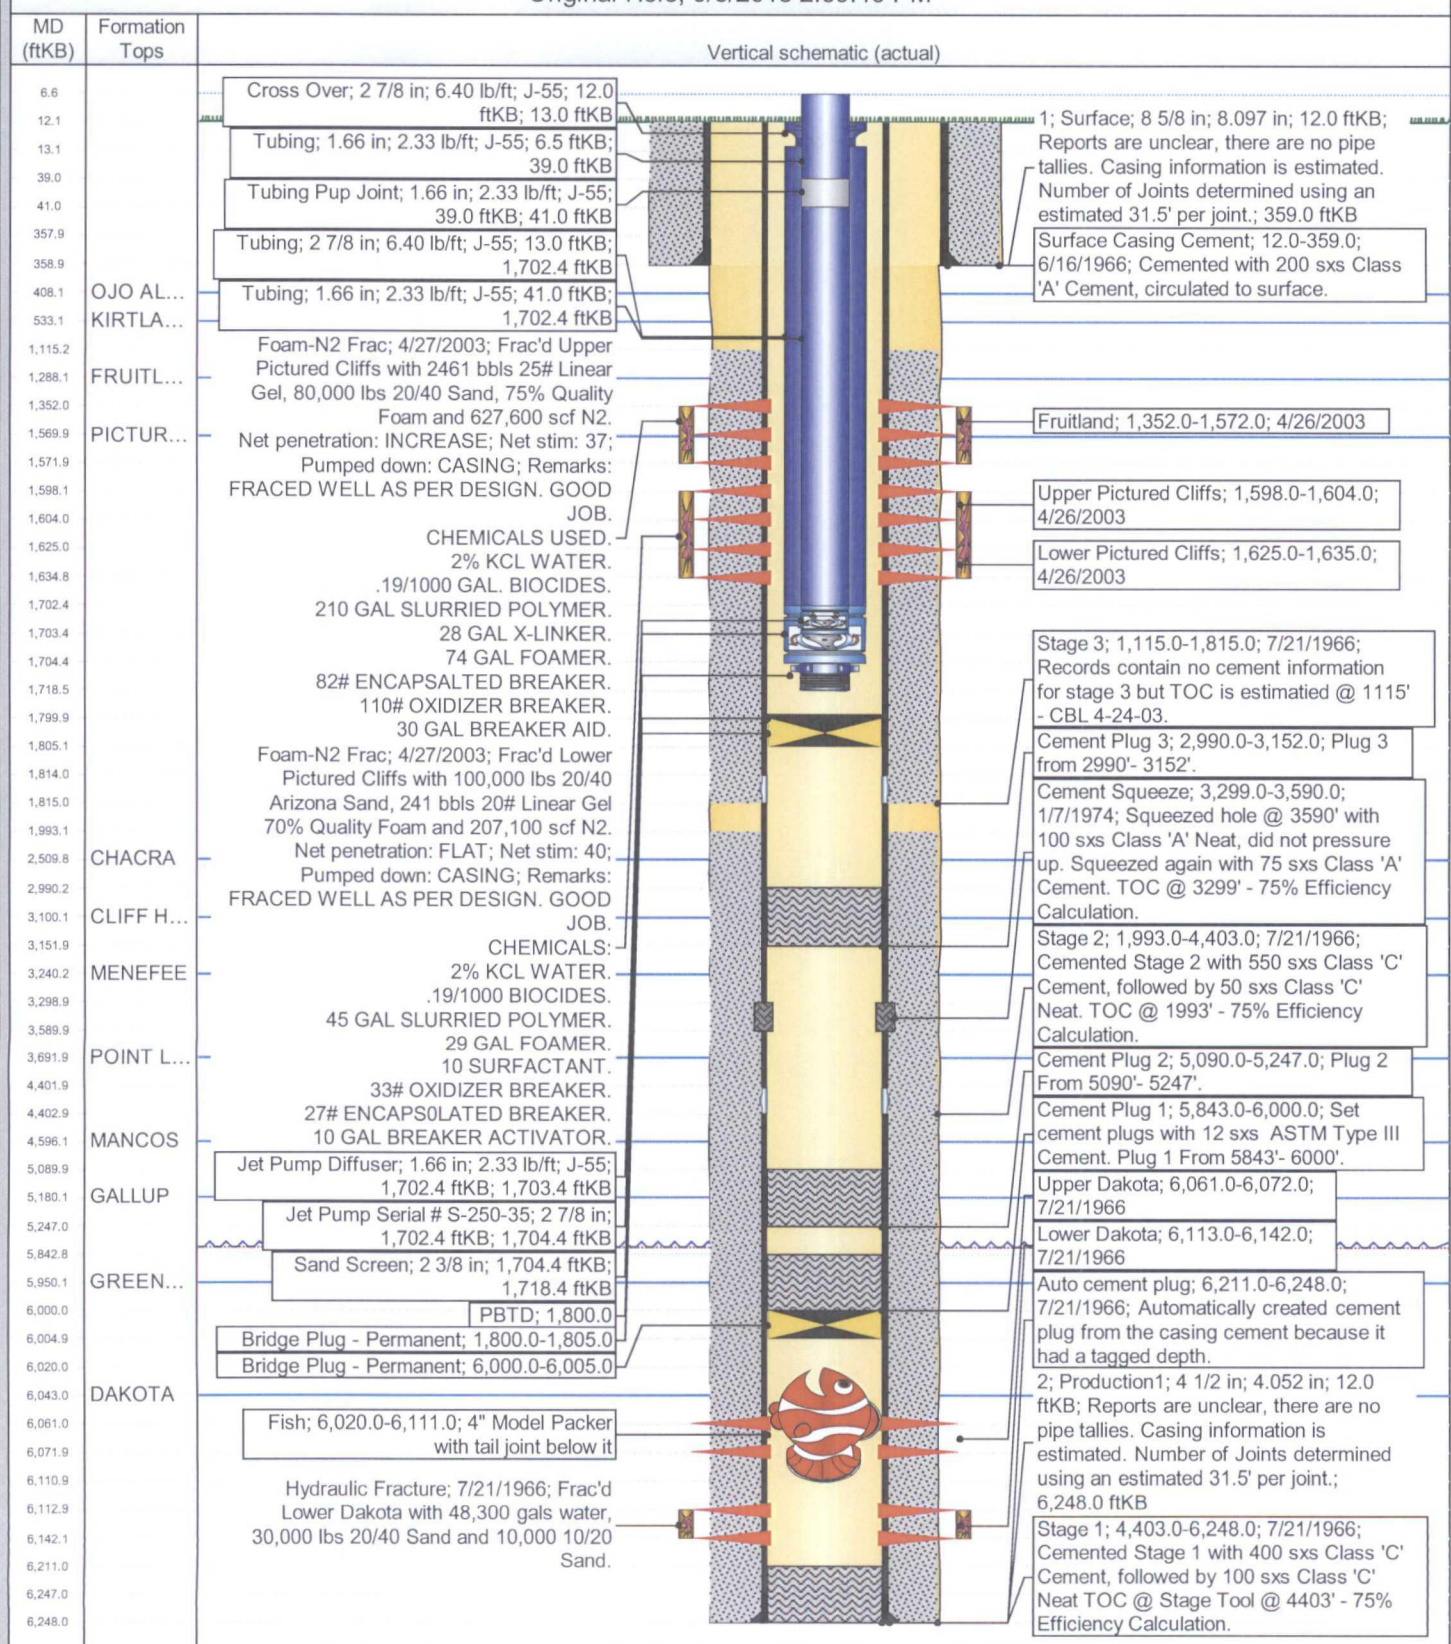 MD
(ftKB)
Formation
Tops
Vertical schematic (actual)
6.6
12.1
13.1
39.0
41.0
357.9
358.9
408.1
533.1
1,115.2
1,288.1
1,352.0
1,569.9
1,571.9
1,598.1
1,604.0
1,625.0
1,634.8
1,702.4
1,703.4
1,704.4
1,718.5
1,799.9
1,805.1
1,814.0
1,815.0
1,993.1
2,509.8
2,990.2
3,100.1
3,151.9
3,240.2
3,298.9
3,589.9
3,691.9
4,401.9
4,402.9
4,596.1
5,089.9
5,180.1
5,247.0
5,842.8
5,950.1
6,000.0
6,004.9
6,020.0
6,043.0
6,061.0
6,071.9
6,110.9
6,112.9
6,142.1
6,211.0
6,247.0
6,248.0
OJO AL...
KIRTLA...
FRUITL...
PICTUR...
CHACRA
CLIFF H...
MENEFEE
POINT L...
MANCOS
GALLUP
GREEN...
DAKOTA
Cross Over; 2 7/8 in; 6.40 lb/ft; J-55; 12.0
ftKB; 13.0 ftKB
Tubing; 1.66 in; 2.33 lb/ft; J-55; 6.5 ftKB;
39.0 ftKB
Tubing Pup Joint; 1.66 in; 2.33 lb/ft; J-55;
39.0 ftKB; 41.0 ftKB
Tubing; 2 7/8 in; 6.40 lb/ft; J-55; 13.0 ftKB;
1,702.4 ftKB
Tubing; 1.66 in; 2.33 lb/ft; J-55; 41.0 ftKB;
1,702.4 ftKB
Foam-N2 Frac; 4/27/2003; Frac'd Upper
Pictured Cliffs with 2461 bbls 25# Linear
Gel, 80,000 lbs 20/40 Sand, 75% Quality
Foam and 627,600 scf N2.
Net penetration: INCREASE; Net stim: 37;
Pumped down: CASING; Remarks:
FRACED WELL AS PER DESIGN. GOOD
JOB.
CHEMICALS USED.
2% KCL WATER.
.19/1000 GAL. BIOCIDES.
210 GAL SLURRIED POLYMER.
28 GAL X-LINKER.
74 GAL FOAMER.
82# ENCAPSALTED BREAKER.
110# OXIDIZER BREAKER.
30 GAL BREAKER AID.
Foam-N2 Frac; 4/27/2003; Frac'd Lower
Pictured Cliffs with 100,000 lbs 20/40
Arizona Sand, 241 bbls 20# Linear Gel
70% Quality Foam and 207,100 scf N2.
Net penetration: FLAT; Net stim: 40;
Pumped down: CASING; Remarks:
FRACED WELL AS PER DESIGN. GOOD
JOB.
CHEMICALS:
2% KCL WATER.
.19/1000 BIOCIDES.
45 GAL SLURRIED POLYMER.
29 GAL FOAMER.
10 SURFACTANT.
33# OXIDIZER BREAKER.
27# ENCAPS0LATED BREAKER.
10 GAL BREAKER ACTIVATOR.
Jet Pump Diffuser; 1.66 in; 2.33 lb/ft; J-55;
1,702.4 ftKB; 1,703.4 ftKB
Jet Pump Serial # S-250-35; 2 7/8 in;
1,702.4 ftKB; 1,704.4 ftKB
Sand Screen; 2 3/8 in; 1,704.4 ftKB;
1,718.4 ftKB
PBTD; 1,800.0
Bridge Plug - Permanent; 1,800.0-1,805.0
Bridge Plug - Permanent; 6,000.0-6,005.0
Fish; 6,020.0-6,111.0; 4" Model Packer
with tail joint below it
Hydraulic Fracture; 7/21/1966; Frac'd
Lower Dakota with 48,300 gals water,
30,000 lbs 20/40 Sand and 10,000 10/20
Sand.
1; Surface; 8 5/8 in; 8.097 in; 12.0 ftKB;
Reports are unclear, there are no pipe
tallies. Casing information is estimated.
Number of Joints determined using an
estimated 31.5' per joint.; 359.0 ftKB
Surface Casing Cement; 12.0-359.0;
6/16/1966; Cemented with 200 sxs Class
'A' Cement, circulated to surface.
Fruitland; 1,352.0-1,572.0; 4/26/2003
Upper Pictured Cliffs; 1,598.0-1,604.0;
4/26/2003
Lower Pictured Cliffs; 1,625.0-1,635.0;
4/26/2003
Stage 3; 1,115.0-1,815.0; 7/21/1966;
Records contain no cement information
for stage 3 but TOC is estimatied @ 1115'
- CBL 4-24-03.
Cement Plug 3; 2,990.0-3,152.0; Plug 3
from 2990'- 3152'.
Cement Squeeze; 3,299.0-3,590.0;
1/7/1974; Squeezed hole @ 3590' with
100 sxs Class 'A' Neat, did not pressure
up. Squeezed again with 75 sxs Class 'A'
Cement. TOC @ 3299' - 75% Efficiency
Calculation.
Stage 2; 1,993.0-4,403.0; 7/21/1966;
Cemented Stage 2 with 550 sxs Class 'C'
Cement, followed by 50 sxs Class 'C'
Neat. TOC @ 1993' - 75% Efficiency
Calculation.
Cement Plug 2; 5,090.0-5,247.0; Plug 2
From 5090'- 5247'.
Cement Plug 1; 5,843.0-6,000.0; Set
cement plugs with 12 sxs ASTM Type III
Cement. Plug 1 From 5843'- 6000'.
Upper Dakota; 6,061.0-6,072.0;
7/21/1966
Lower Dakota; 6,113.0-6,142.0;
7/21/1966
Auto cement plug; 6,211.0-6,248.0;
7/21/1966; Automatically created cement
plug from the casing cement because it
had a tagged depth.
2; Production1; 4 1/2 in; 4.052 in; 12.0
ftKB; Reports are unclear, there are no
pipe tallies. Casing information is
estimated. Number of Joints determined
using an estimated 31.5' per joint.;
6,248.0 ftKB
Stage 1; 4,403.0-6,248.0; 7/21/1966;
Cemented Stage 1 with 400 sxs Class 'C'
Cement, followed by 100 sxs Class 'C'
Neat TOC @ Stage Tool @ 4403' - 75%
Efficiency Calculation.